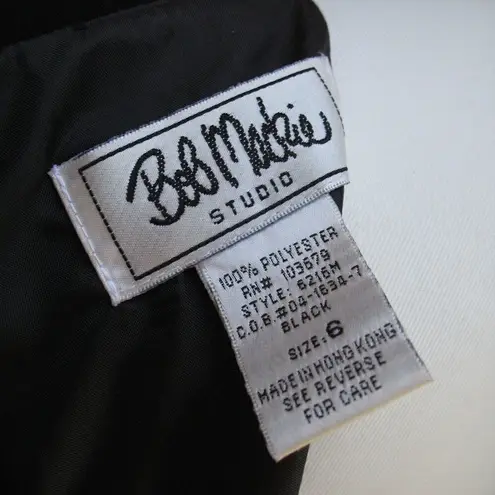 Bob Mackie
STUDIO
100% POLYESTER
RN# 103679
STYLE: 6216M
C.O.B.#04-1634-7
BLACK
SIZE: 6
MADE IN HONG KONG
SEE REVERSE
FOR CARE